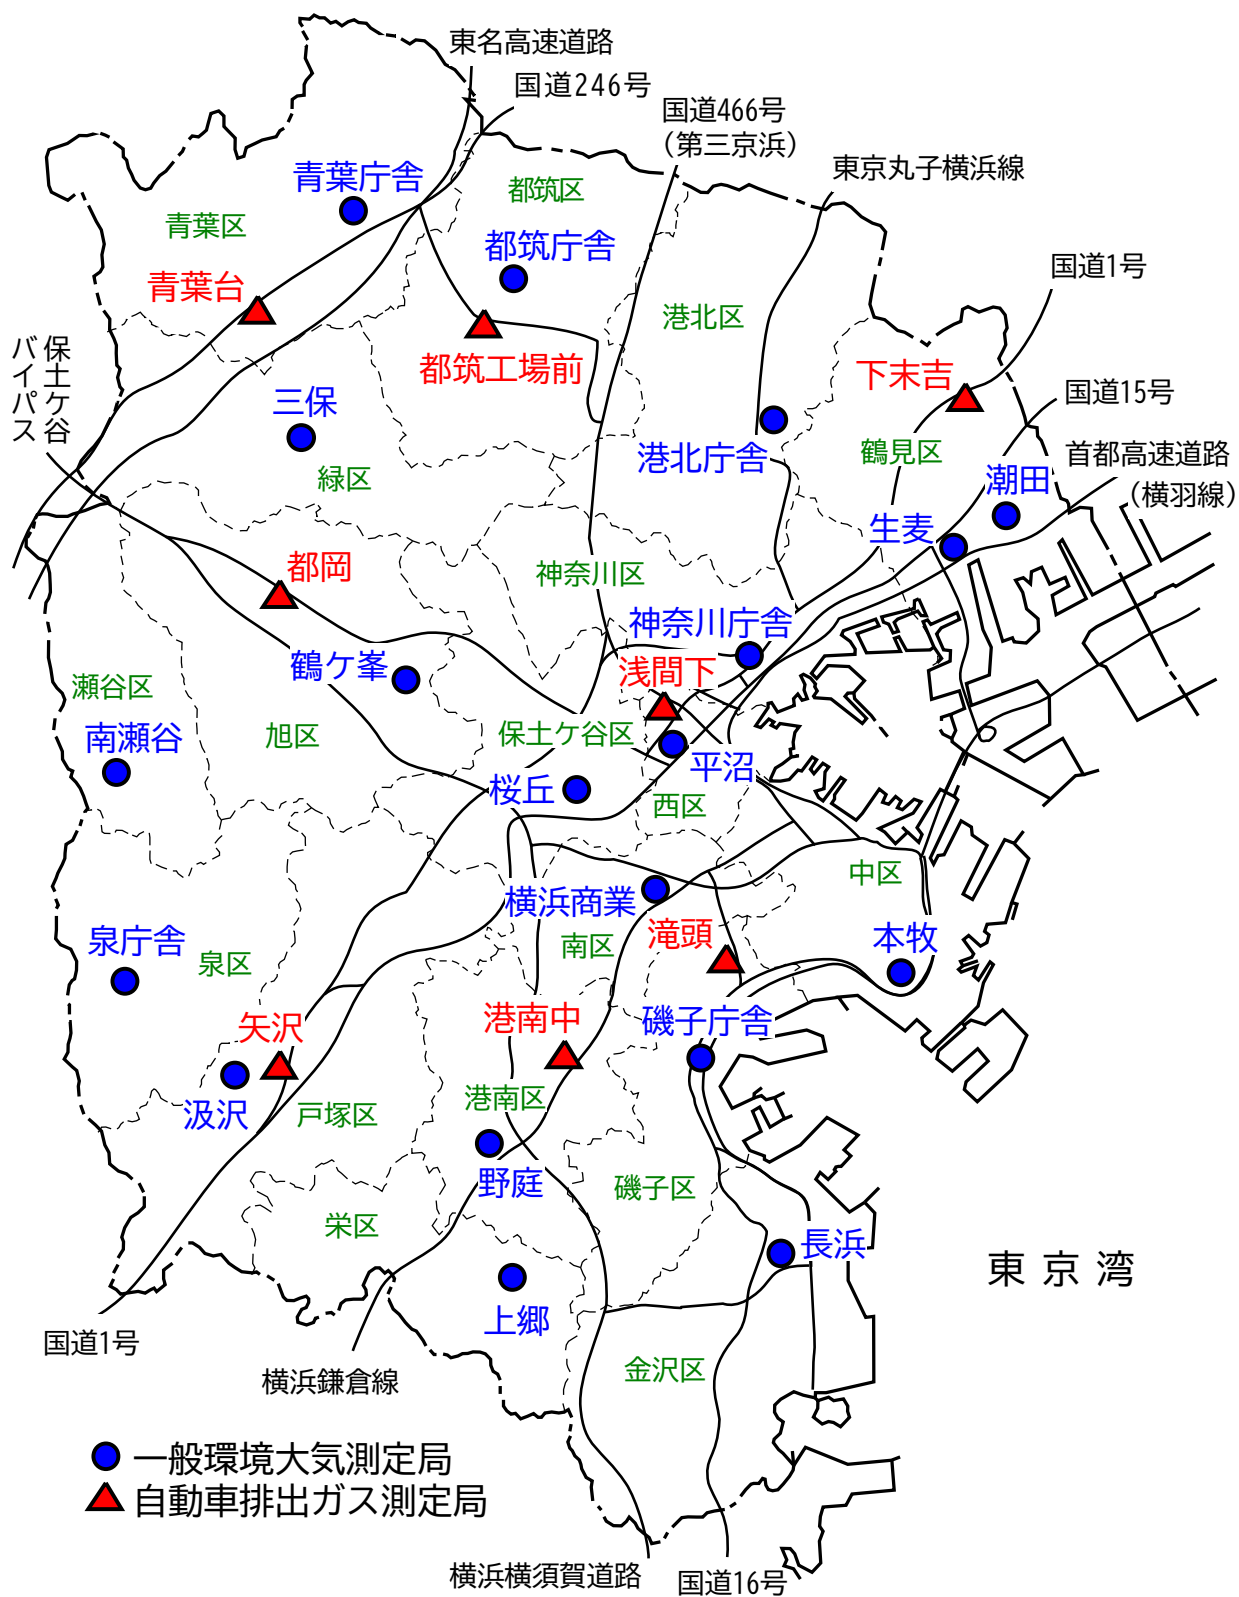 東名高速道路
国道246号
国道466号
(第三京浜)
東京丸子横浜線
青葉庁舎
都筑区
青葉区
都筑庁舎
国道1号
青葉台
港北区
保土ケ谷
バイパス
都筑工場前
下末吉
国道15号
三保
港北庁舎
鶴見区
首都高速道路
(横羽線)
緑区
潮田
生麦
都岡
神奈川区
神奈川庁舎
鶴ケ峯
浅間下
瀬谷区
南瀬谷
旭区
保土ケ谷区
平沼
桜丘
西区
中区
横浜商業
泉庁舎
泉区
南区
滝頭
本牧
矢沢
港南中
磯子庁舎
汲沢
戸塚区
港南区
野庭
磯子区
栄区
長浜
東京湾
上郷
国道1号
横浜鎌倉線
金沢区
一般環境大気測定局
自動車排出ガス測定局
横浜横須賀道路
国道16号